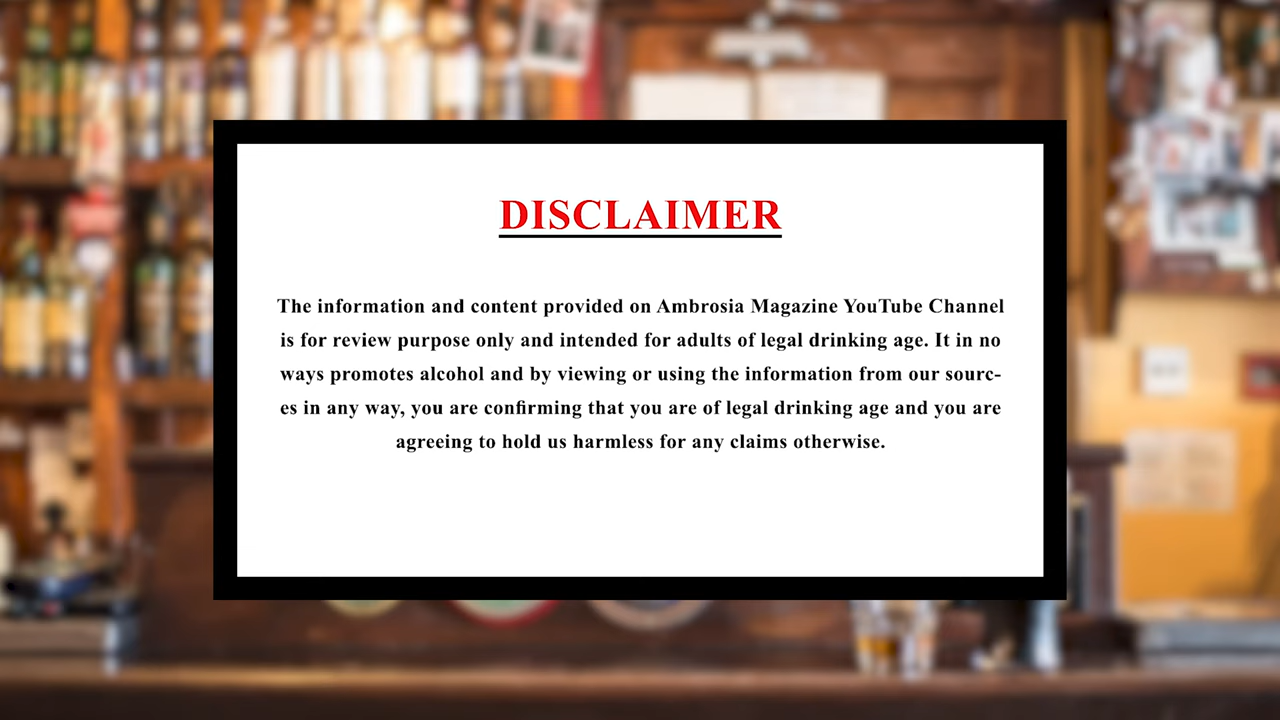 DISCLAIMER
The information and content provided on Ambrosia Magazine YouTube Channel
is for review purpose only and intended for adults of legal drinking age. It in no
ways promotes alcohol and by viewing or using the information from our sourc-
es in any way, you are confirming that you are of legal drinking age and you are
agreeing to hold us harmless for any claims otherwise.